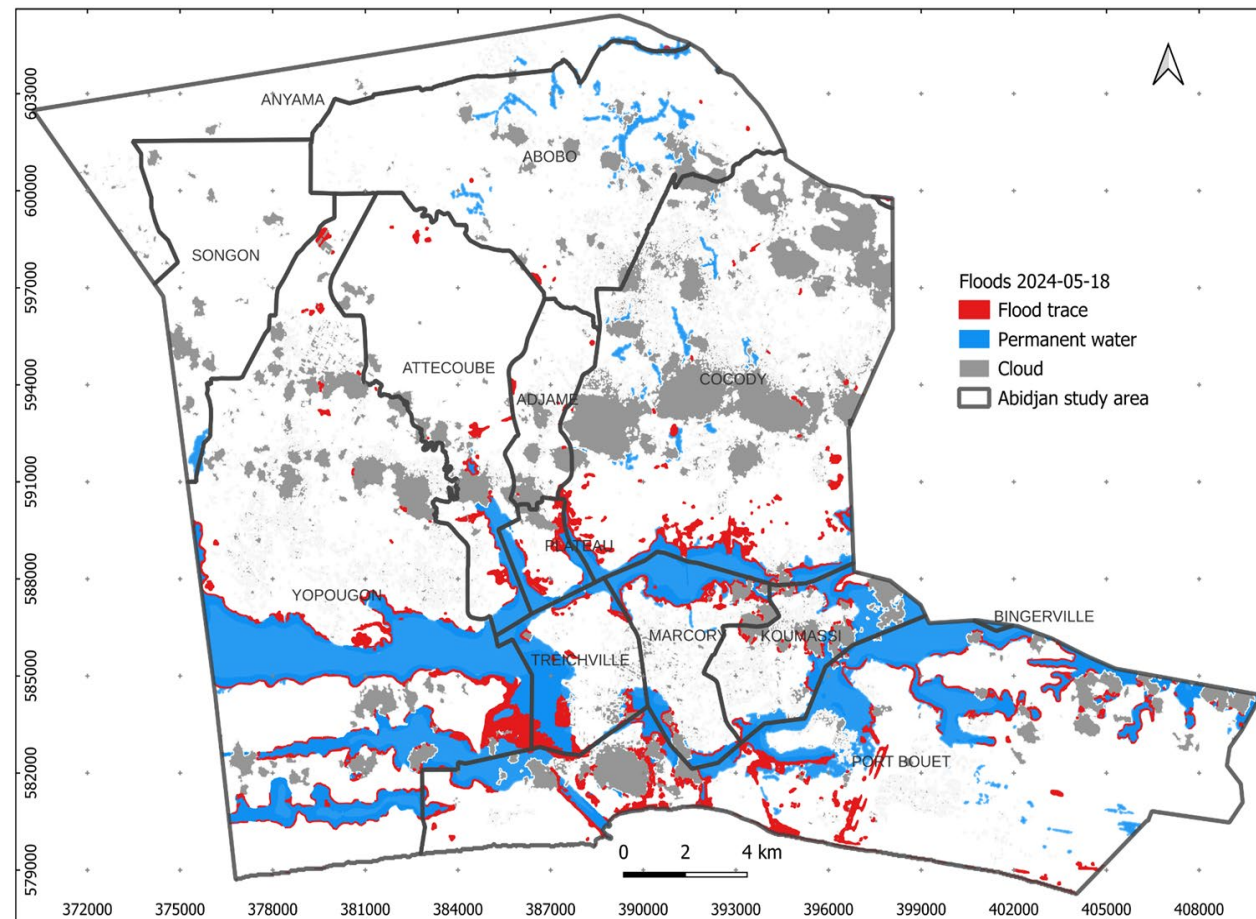 603000
ANYAMA
ABOBO
600000
SONGON
597000
Floods 2024-05-18
Flood trace
Permanent water
Cloud
Abidjan study area
594000
ATTECOUBE
COCODY
ADJAME
591000
PLATEAU
588000
YOPOUGON
BINGERVILLE
MARCORY
KOUMASSI
TREICHVILLE
585000
582000
PORT BOUET
579000
0 2 4 km
372000 375000 378000 381000 384000 387000 390000 393000 396000 399000 402000 405000 408000